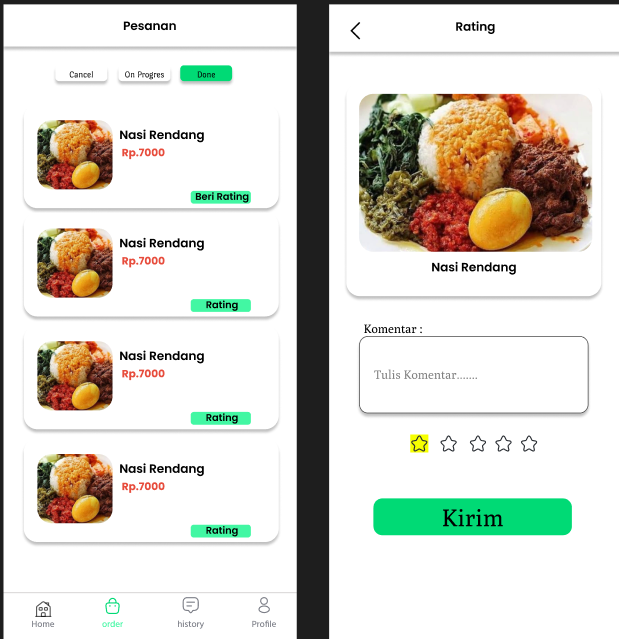 Pesanan
Cancel
On Progres
Done
Nasi Rendang
Rp.7000
Beri Rating
Nasi Rendang
Rp.7000
Rating
Nasi Rendang
Rp.7000
Rating
Nasi Rendang
Rp.7000
Rating
Home
order
history
Profile
Rating
Nasi Rendang
Komentar :
Tulis Komentar.......
Kirim